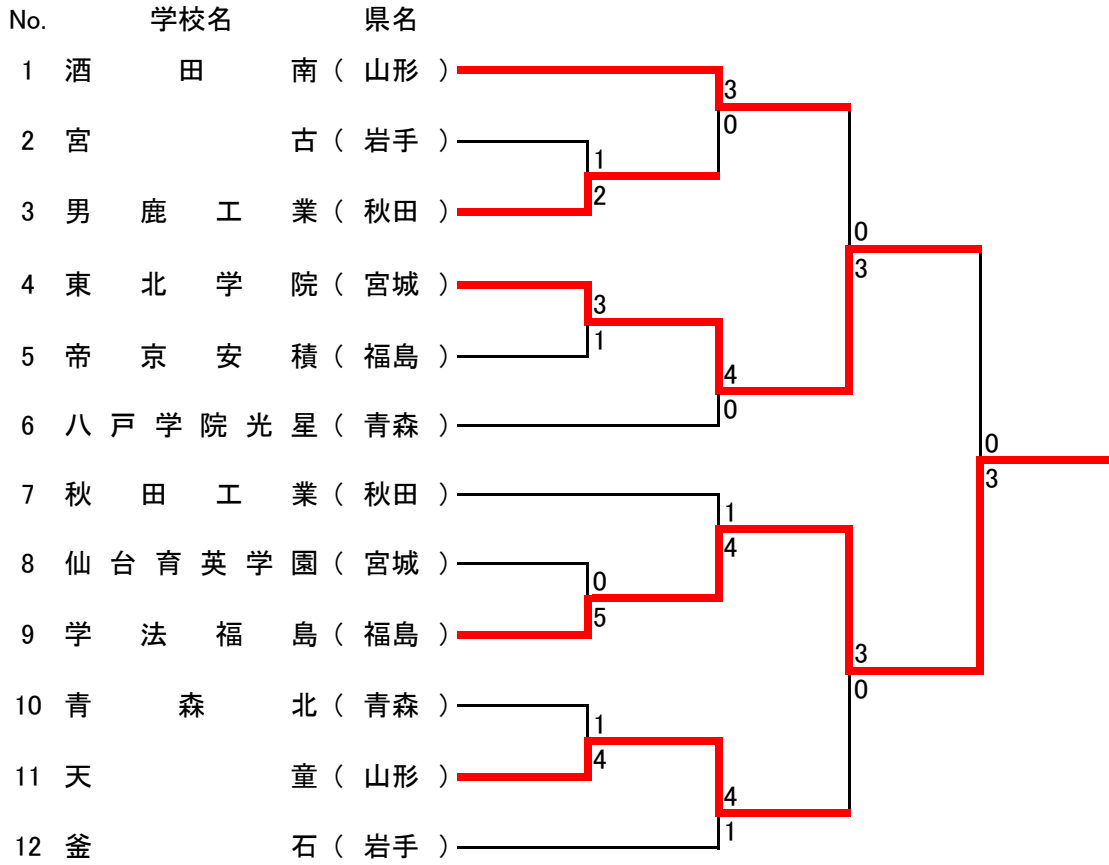 No. 学校名 県名
1 酒田南 ( 山形 )
3
0
2 宮古 ( 岩手 )
1
2
3 男鹿工業 ( 秋田 )
0
3
4 東北学院 ( 宮城 )
3
1
5 帝京安積 ( 福島 )
4
0
6 八戸学院光星 ( 青森 )
0
3
7 秋田工業 ( 秋田 )
1
4
8 仙台育英学園 ( 宮城 )
0
5
9 学法福島 ( 福島 )
3
0
10 青森北 ( 青森 )
1
4
11 天童 ( 山形 )
4
1
12 釜石 ( 岩手 )